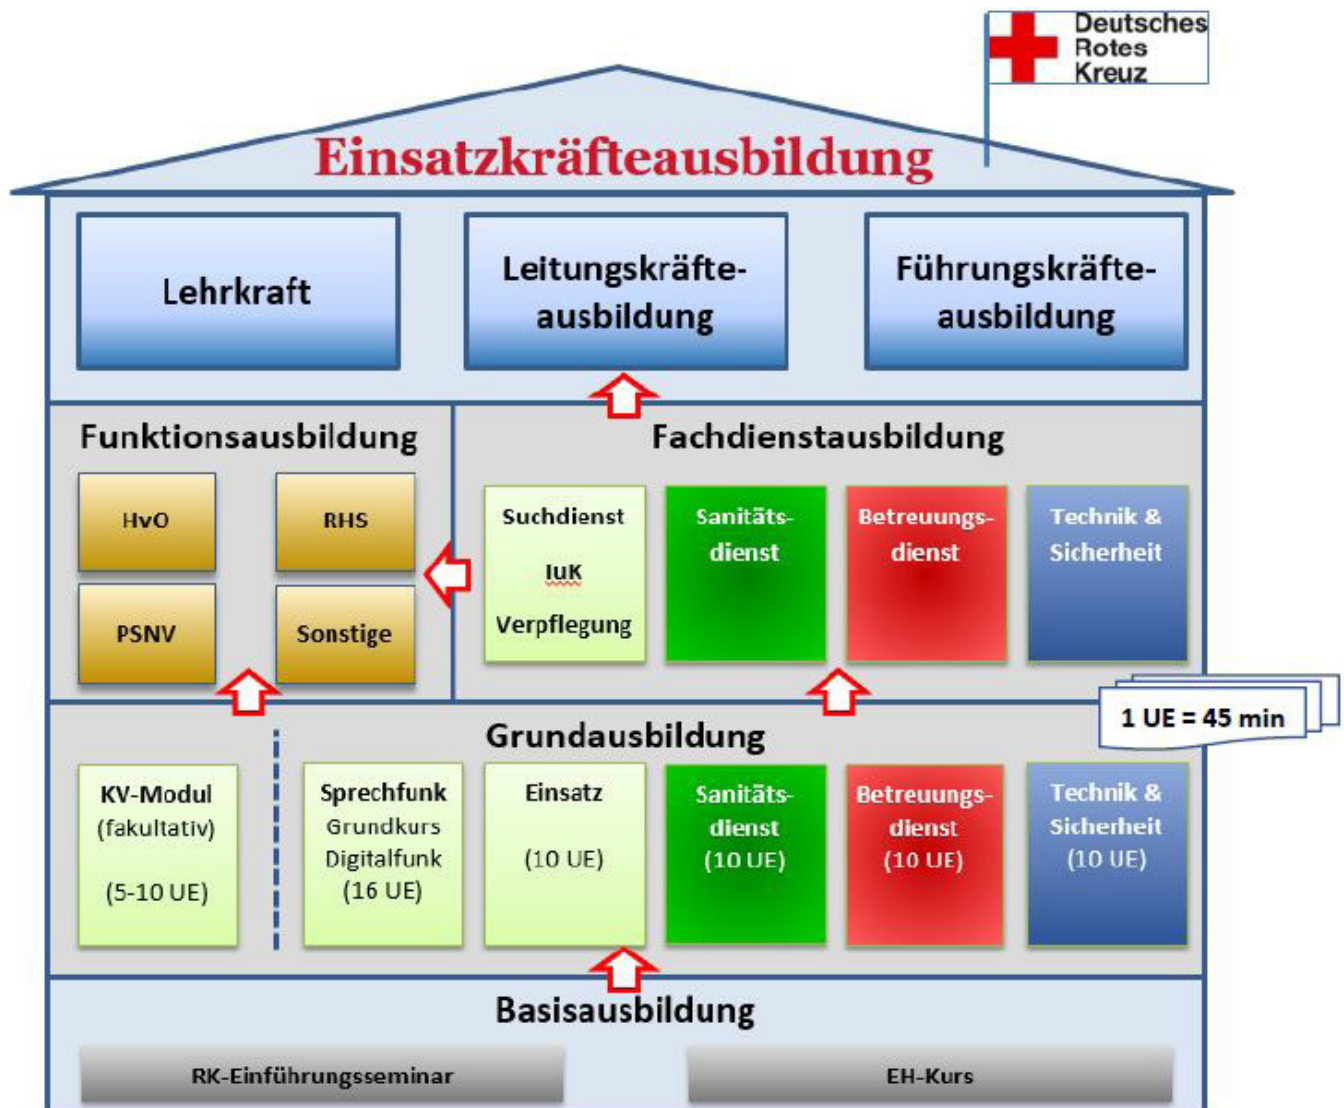 Deutsches
Rotes
Kreuz
Einsatzkräfteausbildung
Lehrkraft
Leitungskräfte-
ausbildung
Führungskräfte-
ausbildung
Funktionsausbildung
HvO
RHS
PSNV
Sonstige
Fachdienstausbildung
Suchdienst
IuK
Verpflegung
Sanitäts-
dienst
Betreuungs-
dienst
Technik &
Sicherheit
1 UE = 45 min
Grundausbildung
KV-Modul
(fakultativ)
(5-10 UE)
Sprechfunk
Grundkurs
Digitalfunk
(16 UE)
Einsatz
(10 UE)
Sanitäts-
dienst
(10 UE)
Betreuungs-
dienst
(10 UE)
Technik &
Sicherheit
(10 UE)
Basisausbildung
RK-Einführungsseminar
EH-Kurs